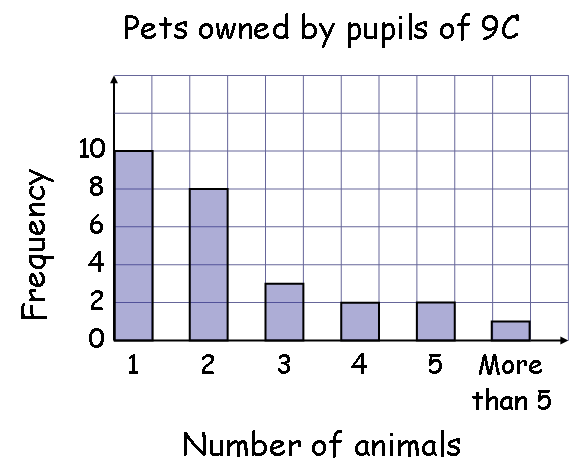 Pets owned by pupils of 9C
Frequency
10
8
6
4
2
0
1 2 3 4 5 More
than 5
Number of animals